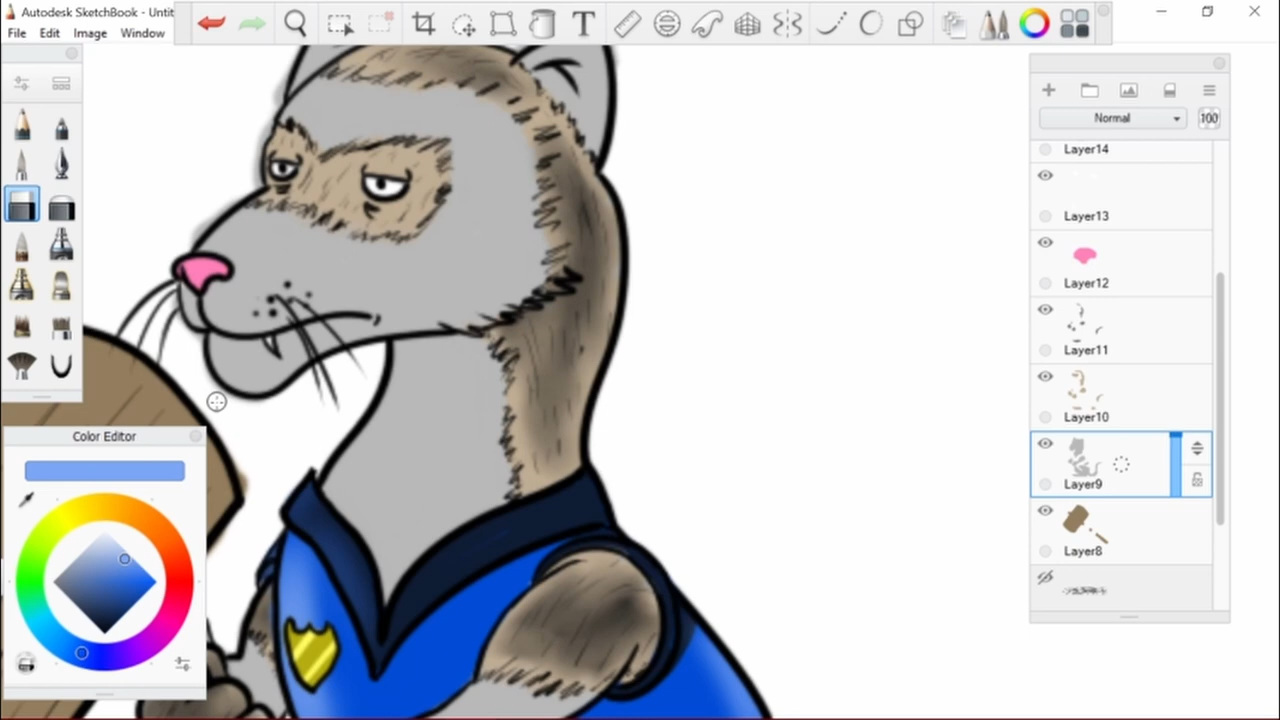 Autodesk SketchBook - Untit
File Edit Image Window
T
Normal 100
Layer14
Layer13
Layer12
Layer11
Layer10
Layer9
Layer8
Color Editor